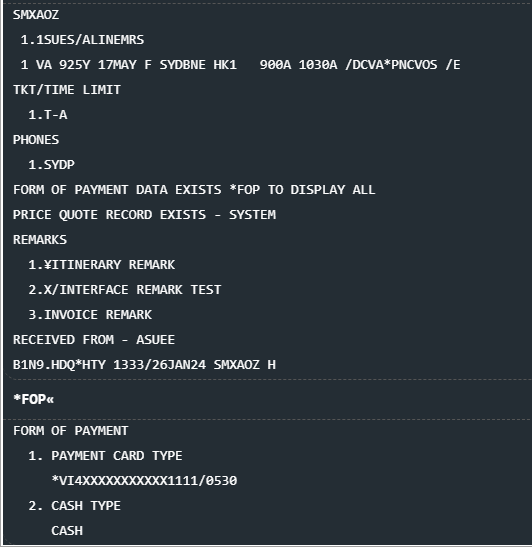 SMXAOZ
1.1SUES/ALINEMRS
1 VA 925Y 17MAY F SYDBNE HK1 900A 1030A /DCVA*PNCVOS /E
TKT/TIME LIMIT
1.T-A
PHONES
1.SYDP
FORM OF PAYMENT DATA EXISTS *FOP TO DISPLAY ALL
PRICE QUOTE RECORD EXISTS - SYSTEM
REMARKS
1.¥ITINERARY REMARK
2.X/INTERFACE REMARK TEST
3.INVOICE REMARK
RECEIVED FROM - ASUEE
B1N9.HDQ*HTY 1333/26JAN24 SMXAOZ H
*FOP«
FORM OF PAYMENT
1. PAYMENT CARD TYPE
*VI4XXXXXXXXXXX1111/0530
2. CASH TYPE
CASH